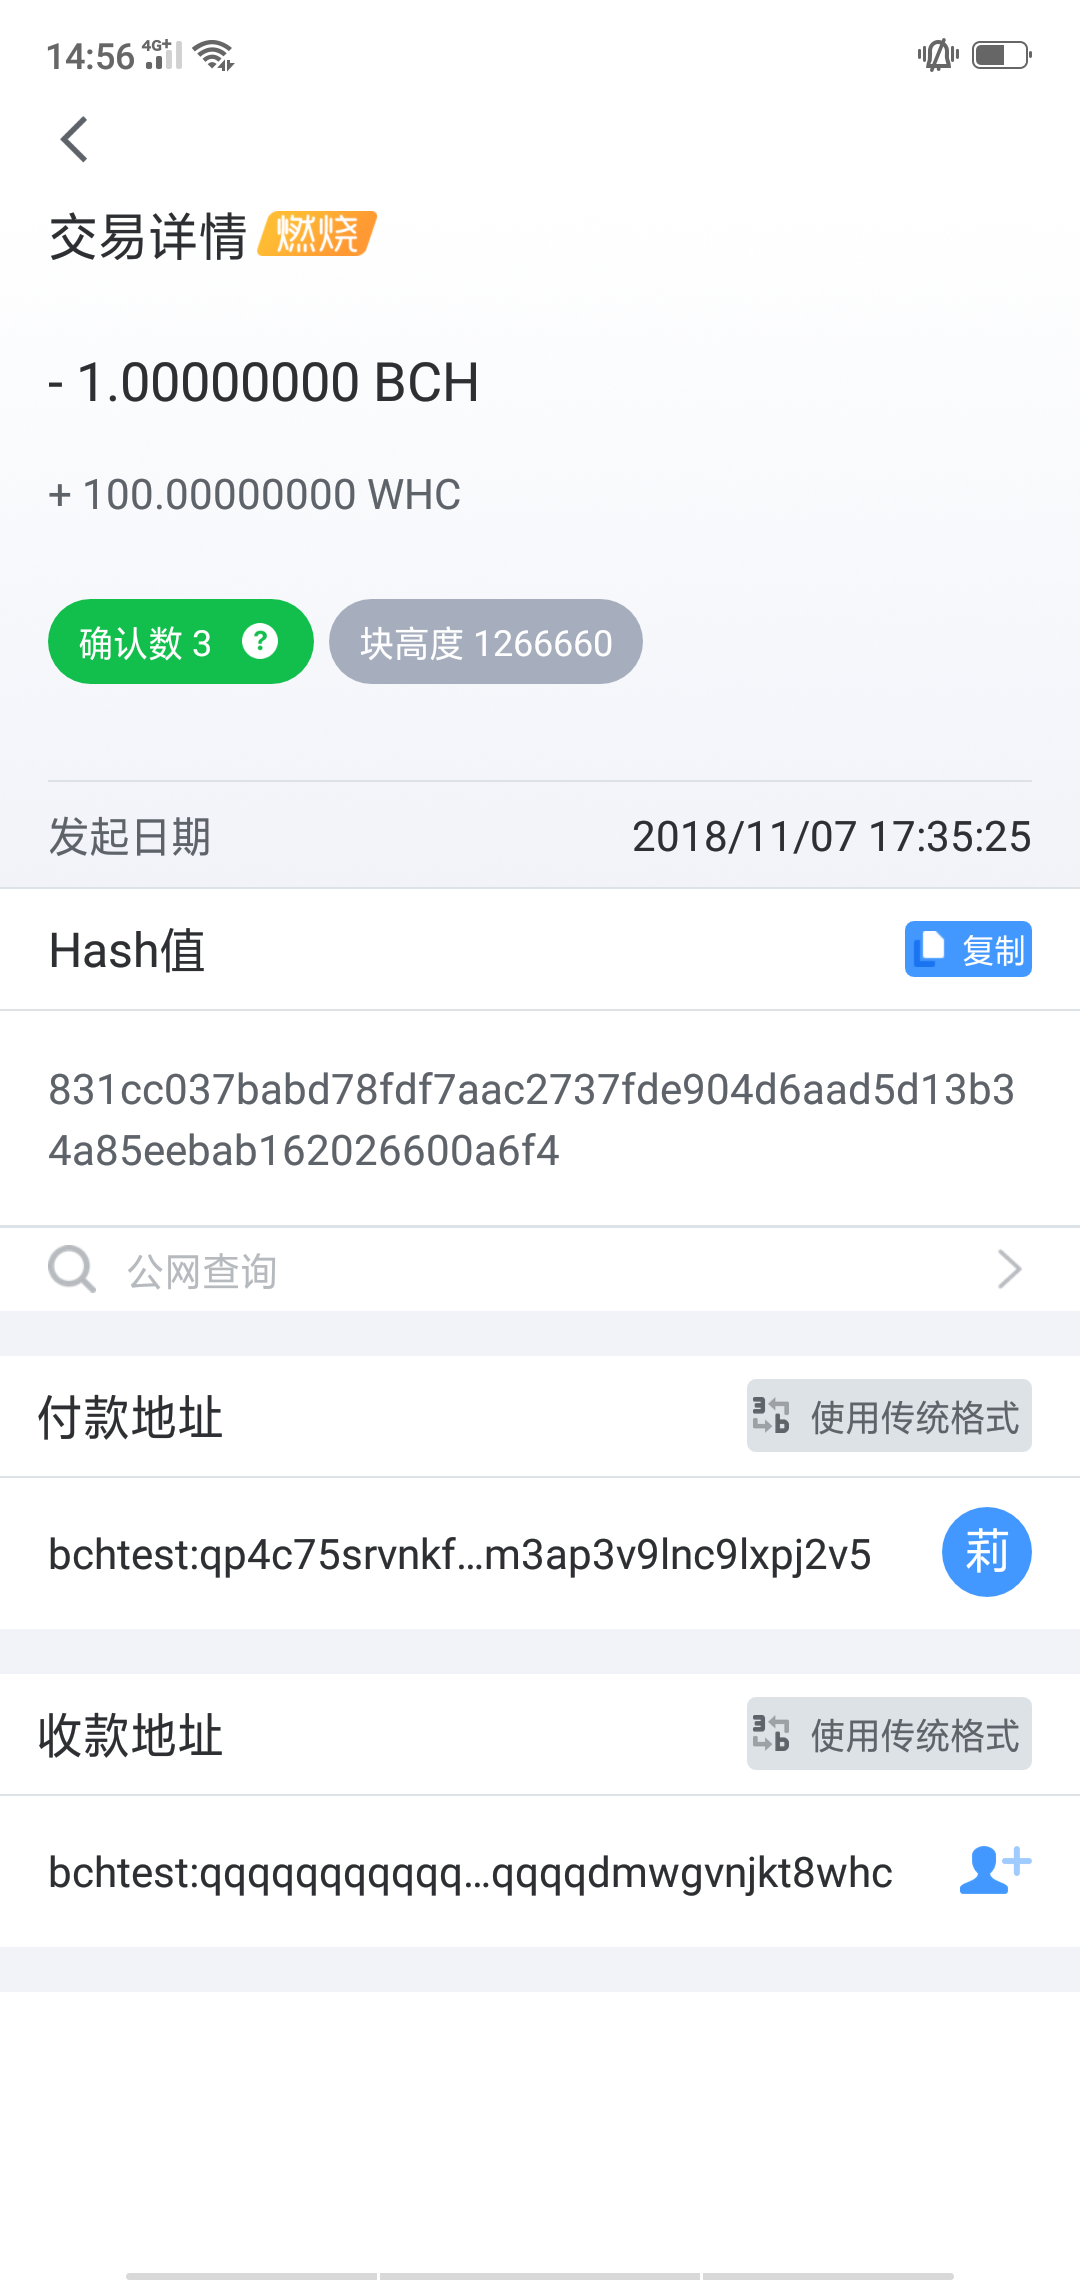 14:56 4G+
交易详情 燃烧
- 1.00000000 BCH
+ 100.00000000 WHC
确认数 3 ? 块高度 1266660
发起日期 2018/11/07 17:35:25
Hash值 复制
831cc037babd78fdf7aac2737fde904d6aad5d13b3
4a85eebab162026600a6f4
公网查询
付款地址 使用传统格式
bchtest:qp4c75srvnkf...m3ap3v9lnc9lxpj2v5 莉
收款地址 使用传统格式
bchtest:qqqqqqqqqqq...qqqqdmwgvnjkt8whc